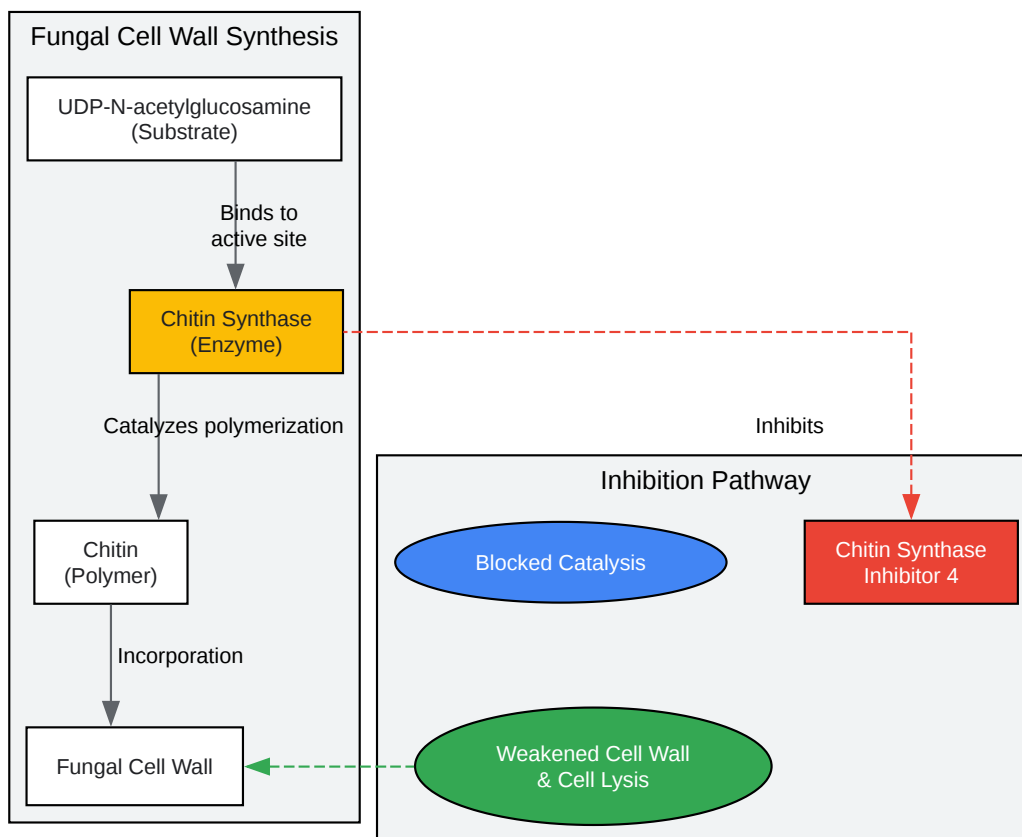 Fungal Cell Wall Synthesis
UDP-N-acetylglucosamine
(Substrate)
Binds to
active site
Chitin Synthase
(Enzyme)
Catalyzes polymerization
Inhibits
Inhibition Pathway
Chitin
(Polymer)
Blocked Catalysis
Chitin Synthase
Inhibitor 4
Incorporation
Fungal Cell Wall
Weakened Cell Wall
& Cell Lysis